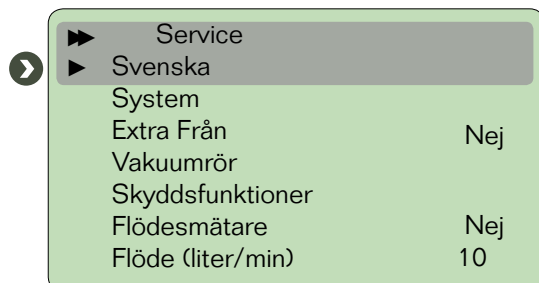 Service
Svenska
System
Extra Från Nej
Vakuumrör
Skyddsfunktioner
Flödesmätare Nej
Flöde (liter/min) 10